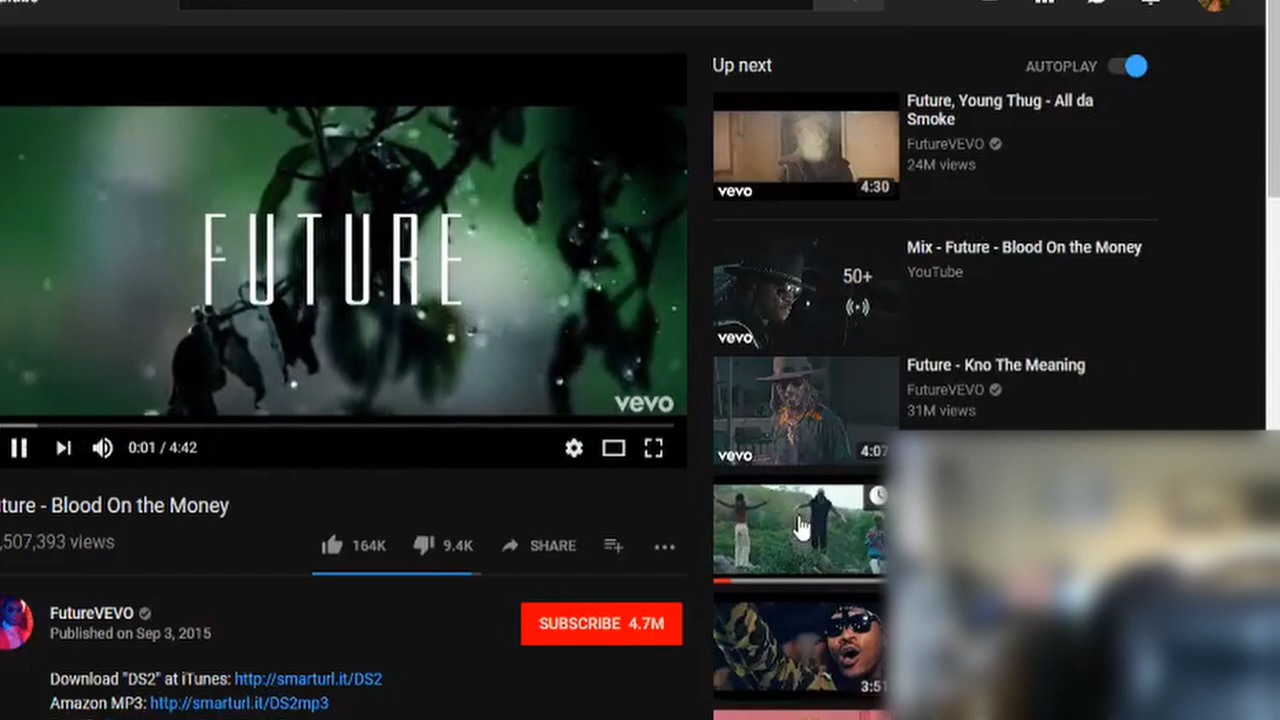 Up next
AUTOPLAY
FUTURE
vevo
0:01 / 4:42
Future, Young Thug - All da
Smoke
FutureVEVO
24M views
vevo
4:30
Mix - Future - Blood On the Money
YouTube
50+
vevo
Future - Kno The Meaning
FutureVEVO
31M views
vevo
4:07
3:51
ture - Blood On the Money
,507,393 views
164K
9.4K
SHARE
FutureVEVO
Published on Sep 3, 2015
SUBSCRIBE 4.7M
Download "DS2" at iTunes: http://smarturl.it/DS2
Amazon MP3: http://smarturl.it/DS2mp3